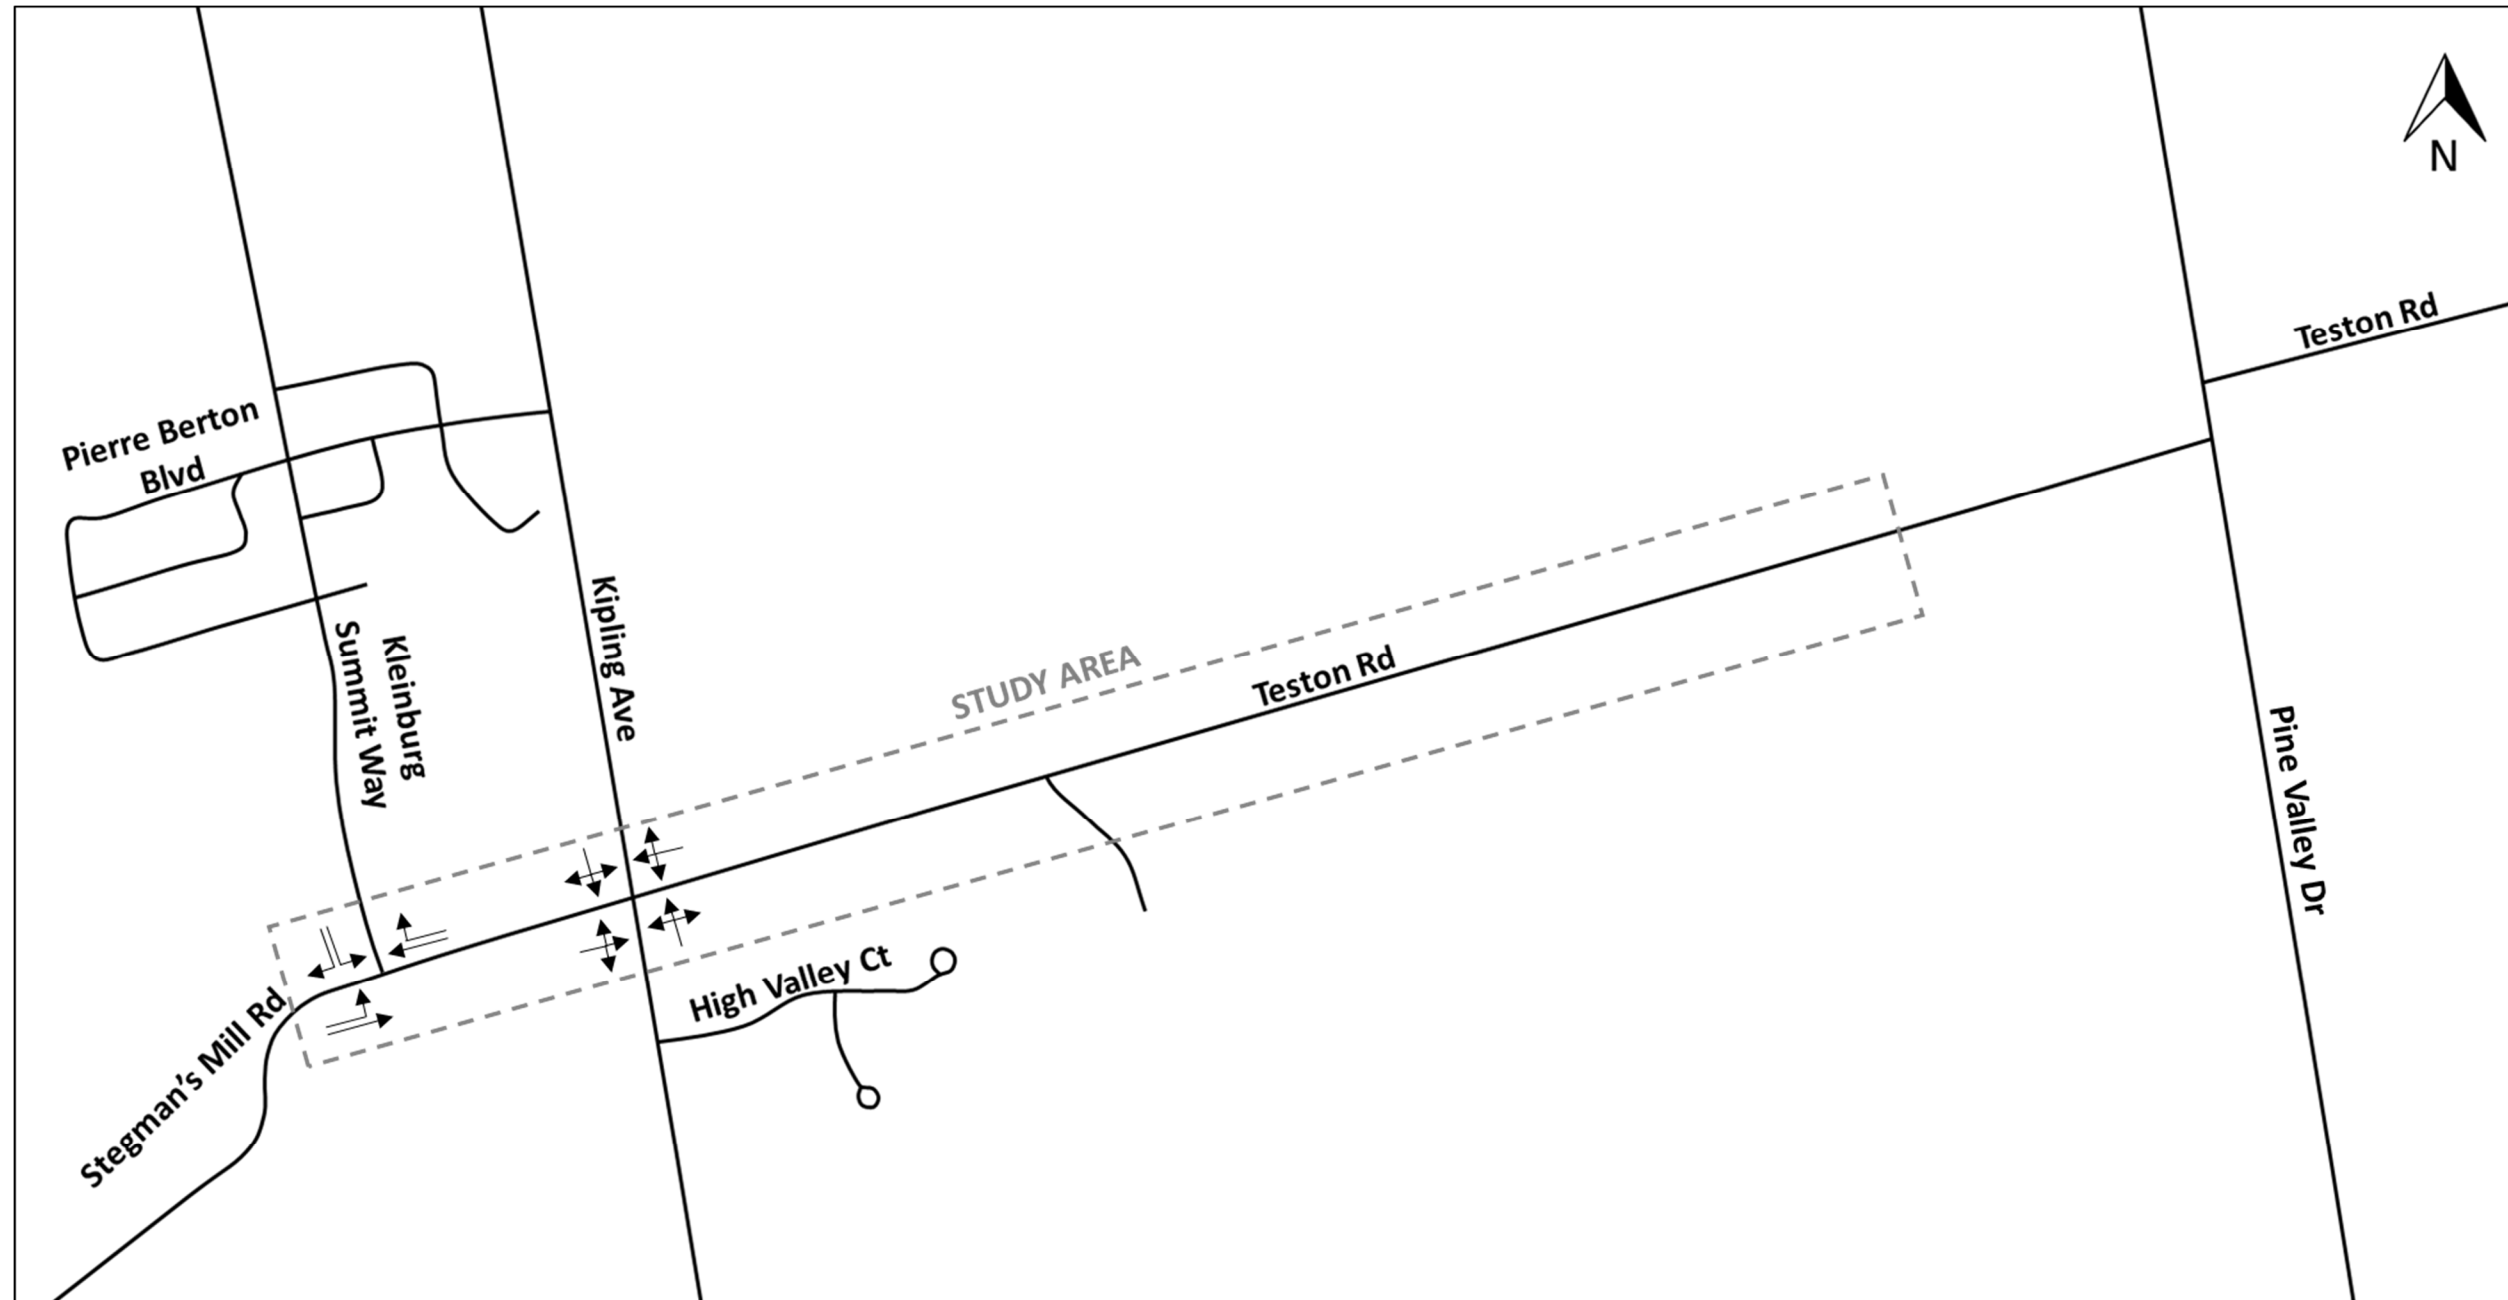 N
Teston Rd
Pierre Berton
Blvd
Kipling Ave
Kleinburg
Summit Way
STUDY AREA
Teston Rd
Pine Valley Dr
High Valley Ct
Stegman’s Mill Rd